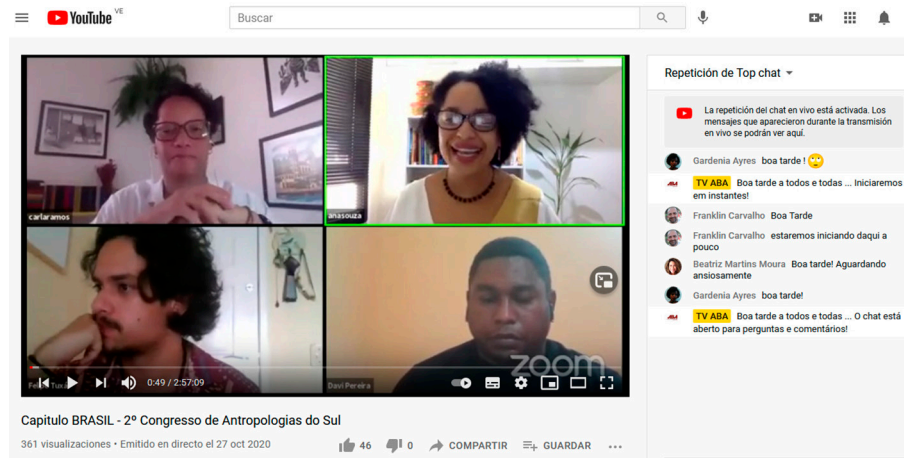 YouTube VE
Buscar
carlaramos
anasouza
Felipe Tuxá
Davi Pereira
zoom
0:49 / 2:57:09
Capitulo BRASIL - 2º Congresso de Antropologias do Sul
361 visualizaciones • Emitido en directo el 27 oct 2020
46
0
COMPARTIR
GUARDAR
Repetición de Top chat
La repetición del chat en vivo está activada. Los
mensajes que aparecieron durante la transmisión
en vivo se podrán ver aquí.
Gardenia Ayres boa tarde !
TV ABA Boa tarde a todos e todas ... Iniciaremos
em instantes!
Franklin Carvalho Boa Tarde
Franklin Carvalho estaremos iniciando daqui a
pouco
Beatriz Martins Moura Boa tarde! Aguardando
ansiosamente
Gardenia Ayres boa tarde!
TV ABA Boa tarde a todos e todas ... O chat está
aberto para perguntas e comentários!